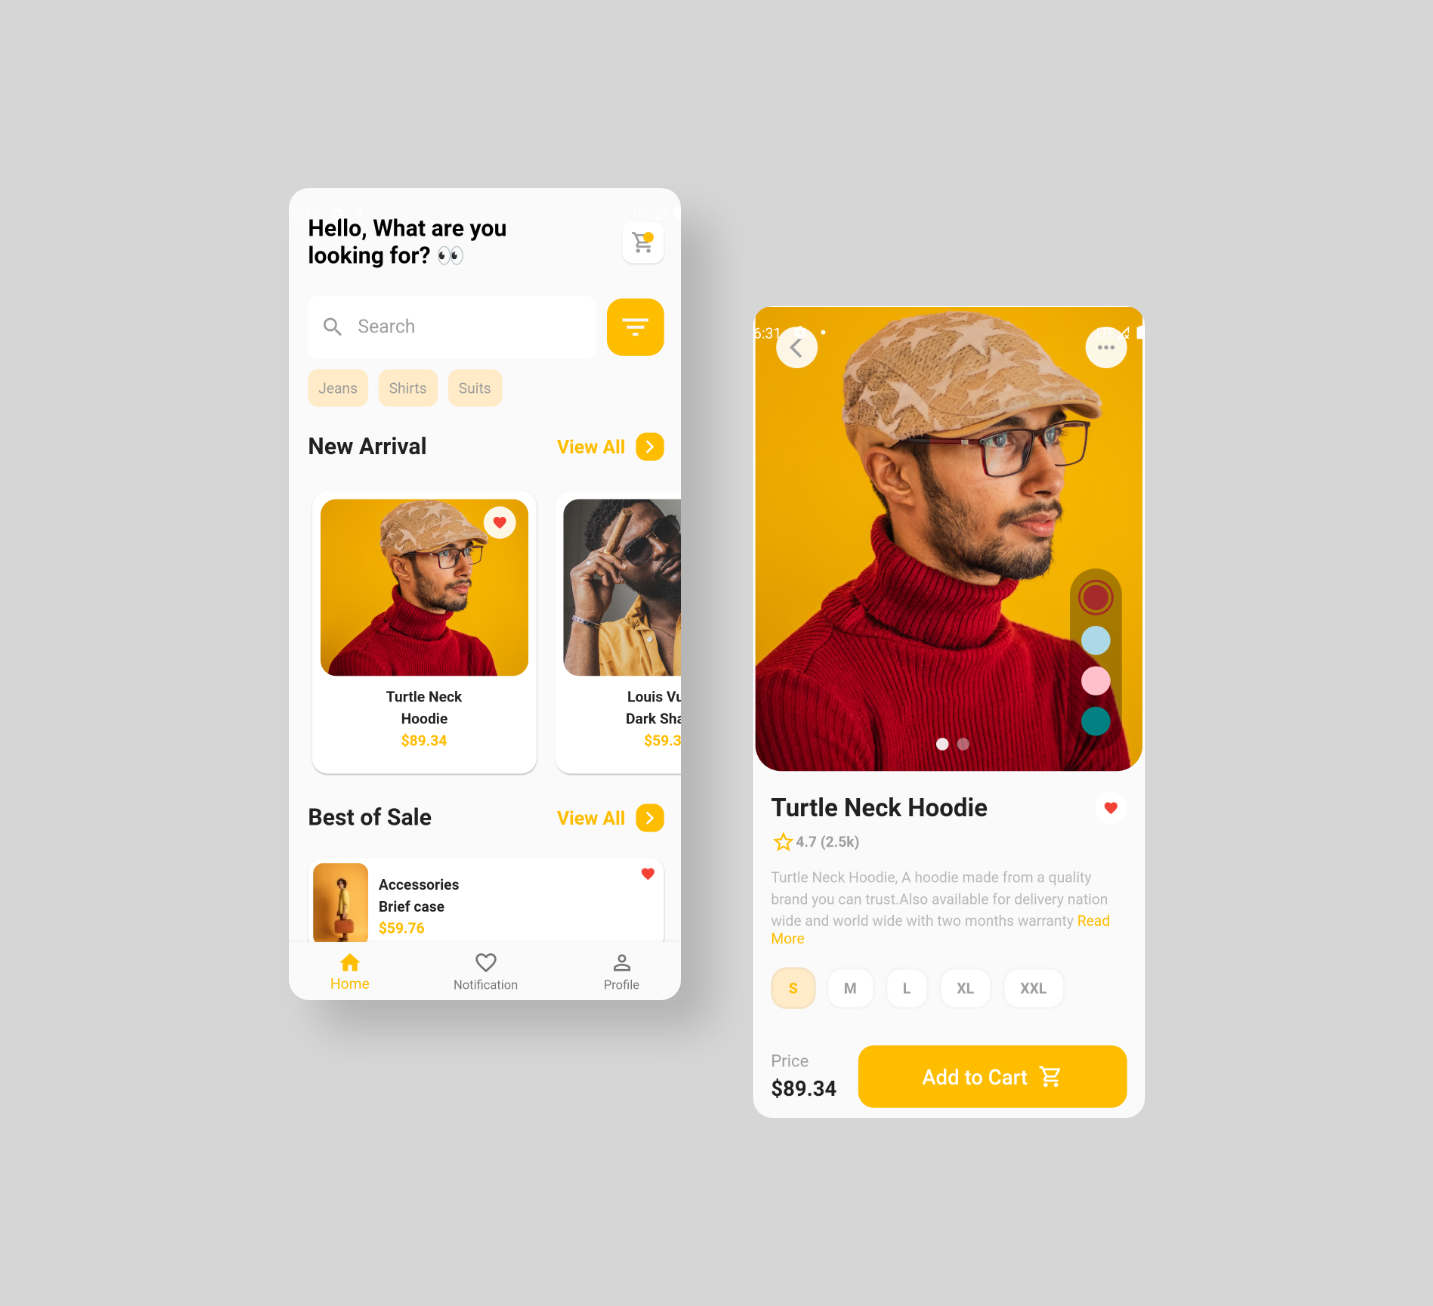 Hello, What are you
looking for? 👀
Search
Jeans Shirts Suits
New Arrival View All
Turtle Neck
Hoodie
$89.34
Louis Vu
Dark Sha
$59.3
Best of Sale View All
Accessories
Brief case
$59.76
Home Notification Profile
6:31
Turtle Neck Hoodie
4.7 (2.5k)
Turtle Neck Hoodie, A hoodie made from a quality
brand you can trust.Also available for delivery nation
wide and world wide with two months warranty Read
More
S M L XL XXL
Price
$89.34
Add to Cart